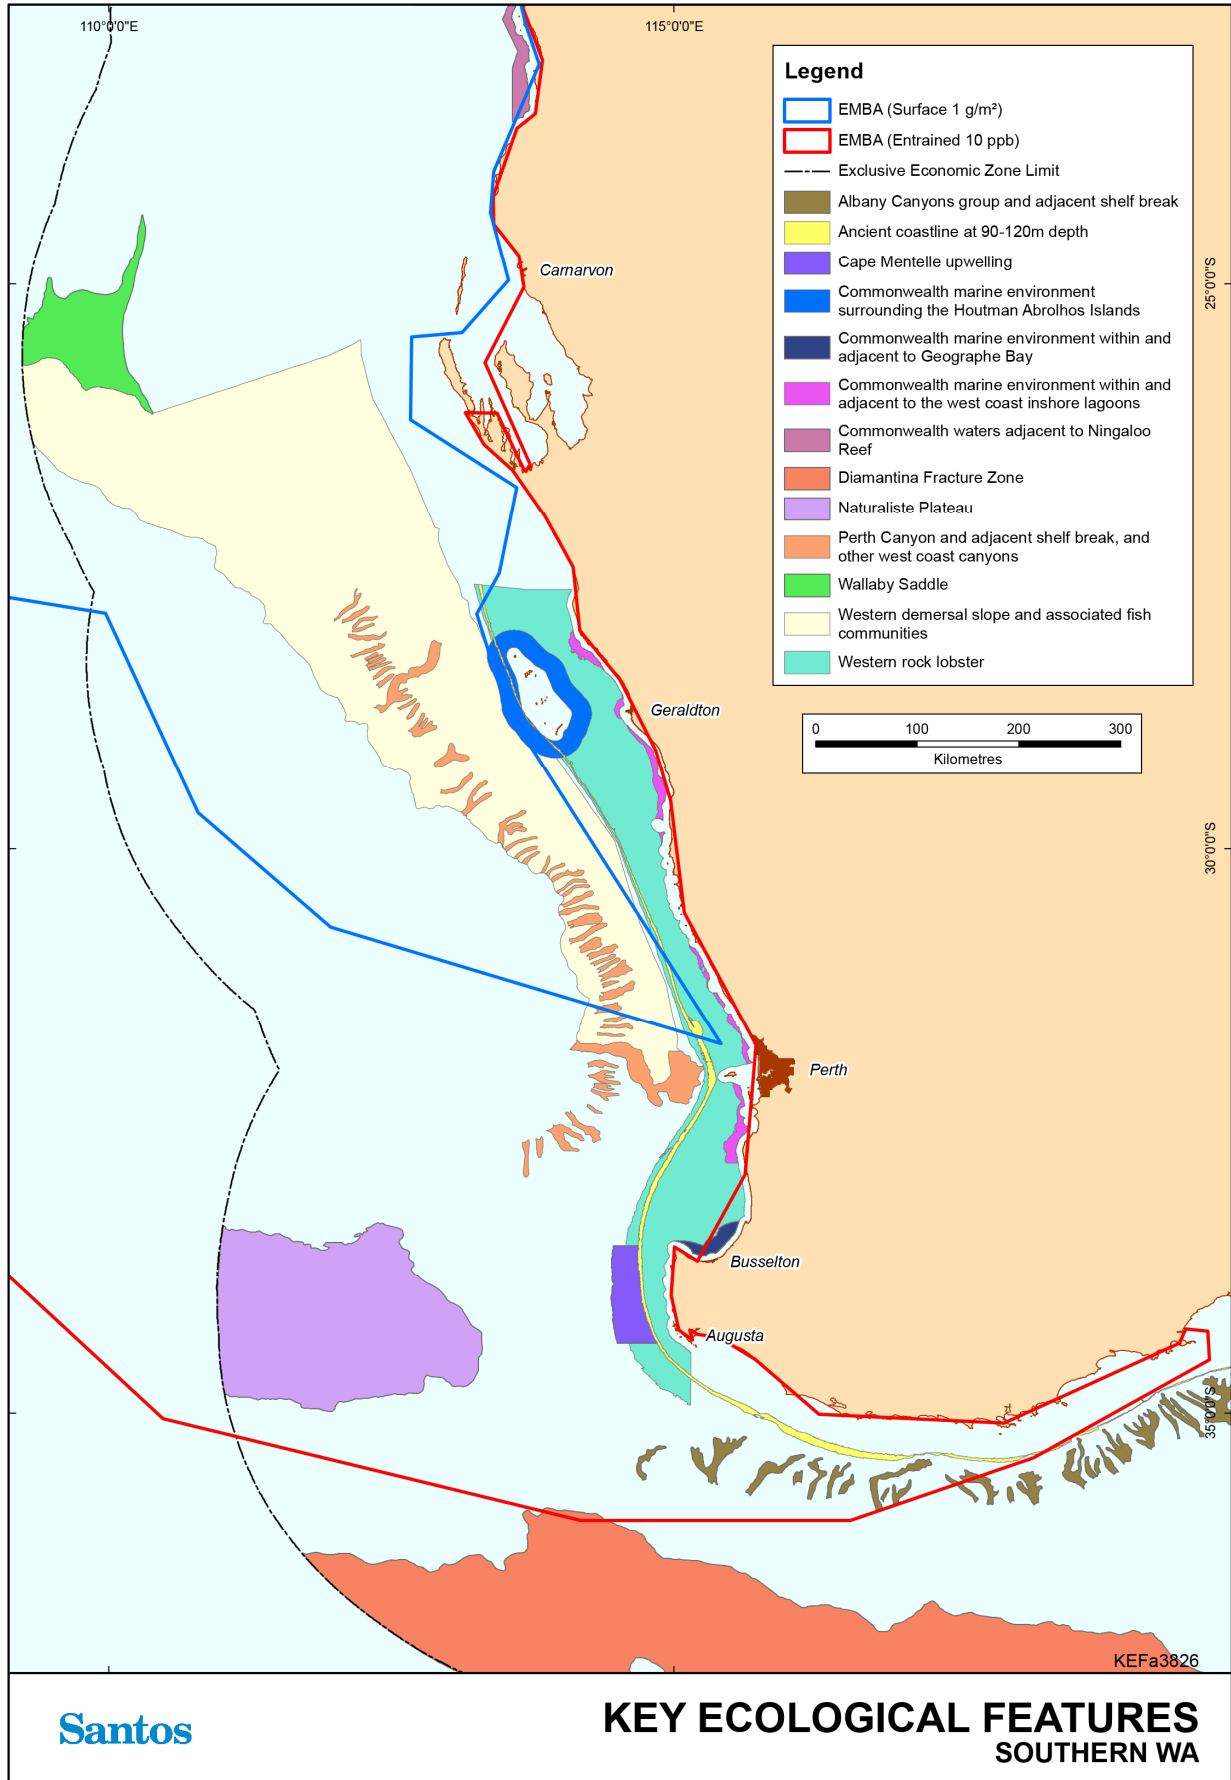 110°0'0"E
115°0'0"E
Legend
EMBA (Surface 1 g/m²)
EMBA (Entrained 10 ppb)
Exclusive Economic Zone Limit
Albany Canyons group and adjacent shelf break
Ancient coastline at 90-120m depth
Cape Mentelle upwelling
Commonwealth marine environment
surrounding the Houtman Abrolhos Islands
Commonwealth marine environment within and
adjacent to Geographe Bay
Commonwealth marine environment within and
adjacent to the west coast inshore lagoons
Commonwealth waters adjacent to Ningaloo
Reef
Diamantina Fracture Zone
Naturaliste Plateau
Perth Canyon and adjacent shelf break, and
other west coast canyons
Wallaby Saddle
Western demersal slope and associated fish
communities
Western rock lobster
0 100 200 300
Kilometres
Carnarvon
25°0'0"S
Geraldton
30°0'0"S
Perth
Busselton
Augusta
35°0'0"S
KEFa3826
Santos
KEY ECOLOGICAL FEATURES
SOUTHERN WA